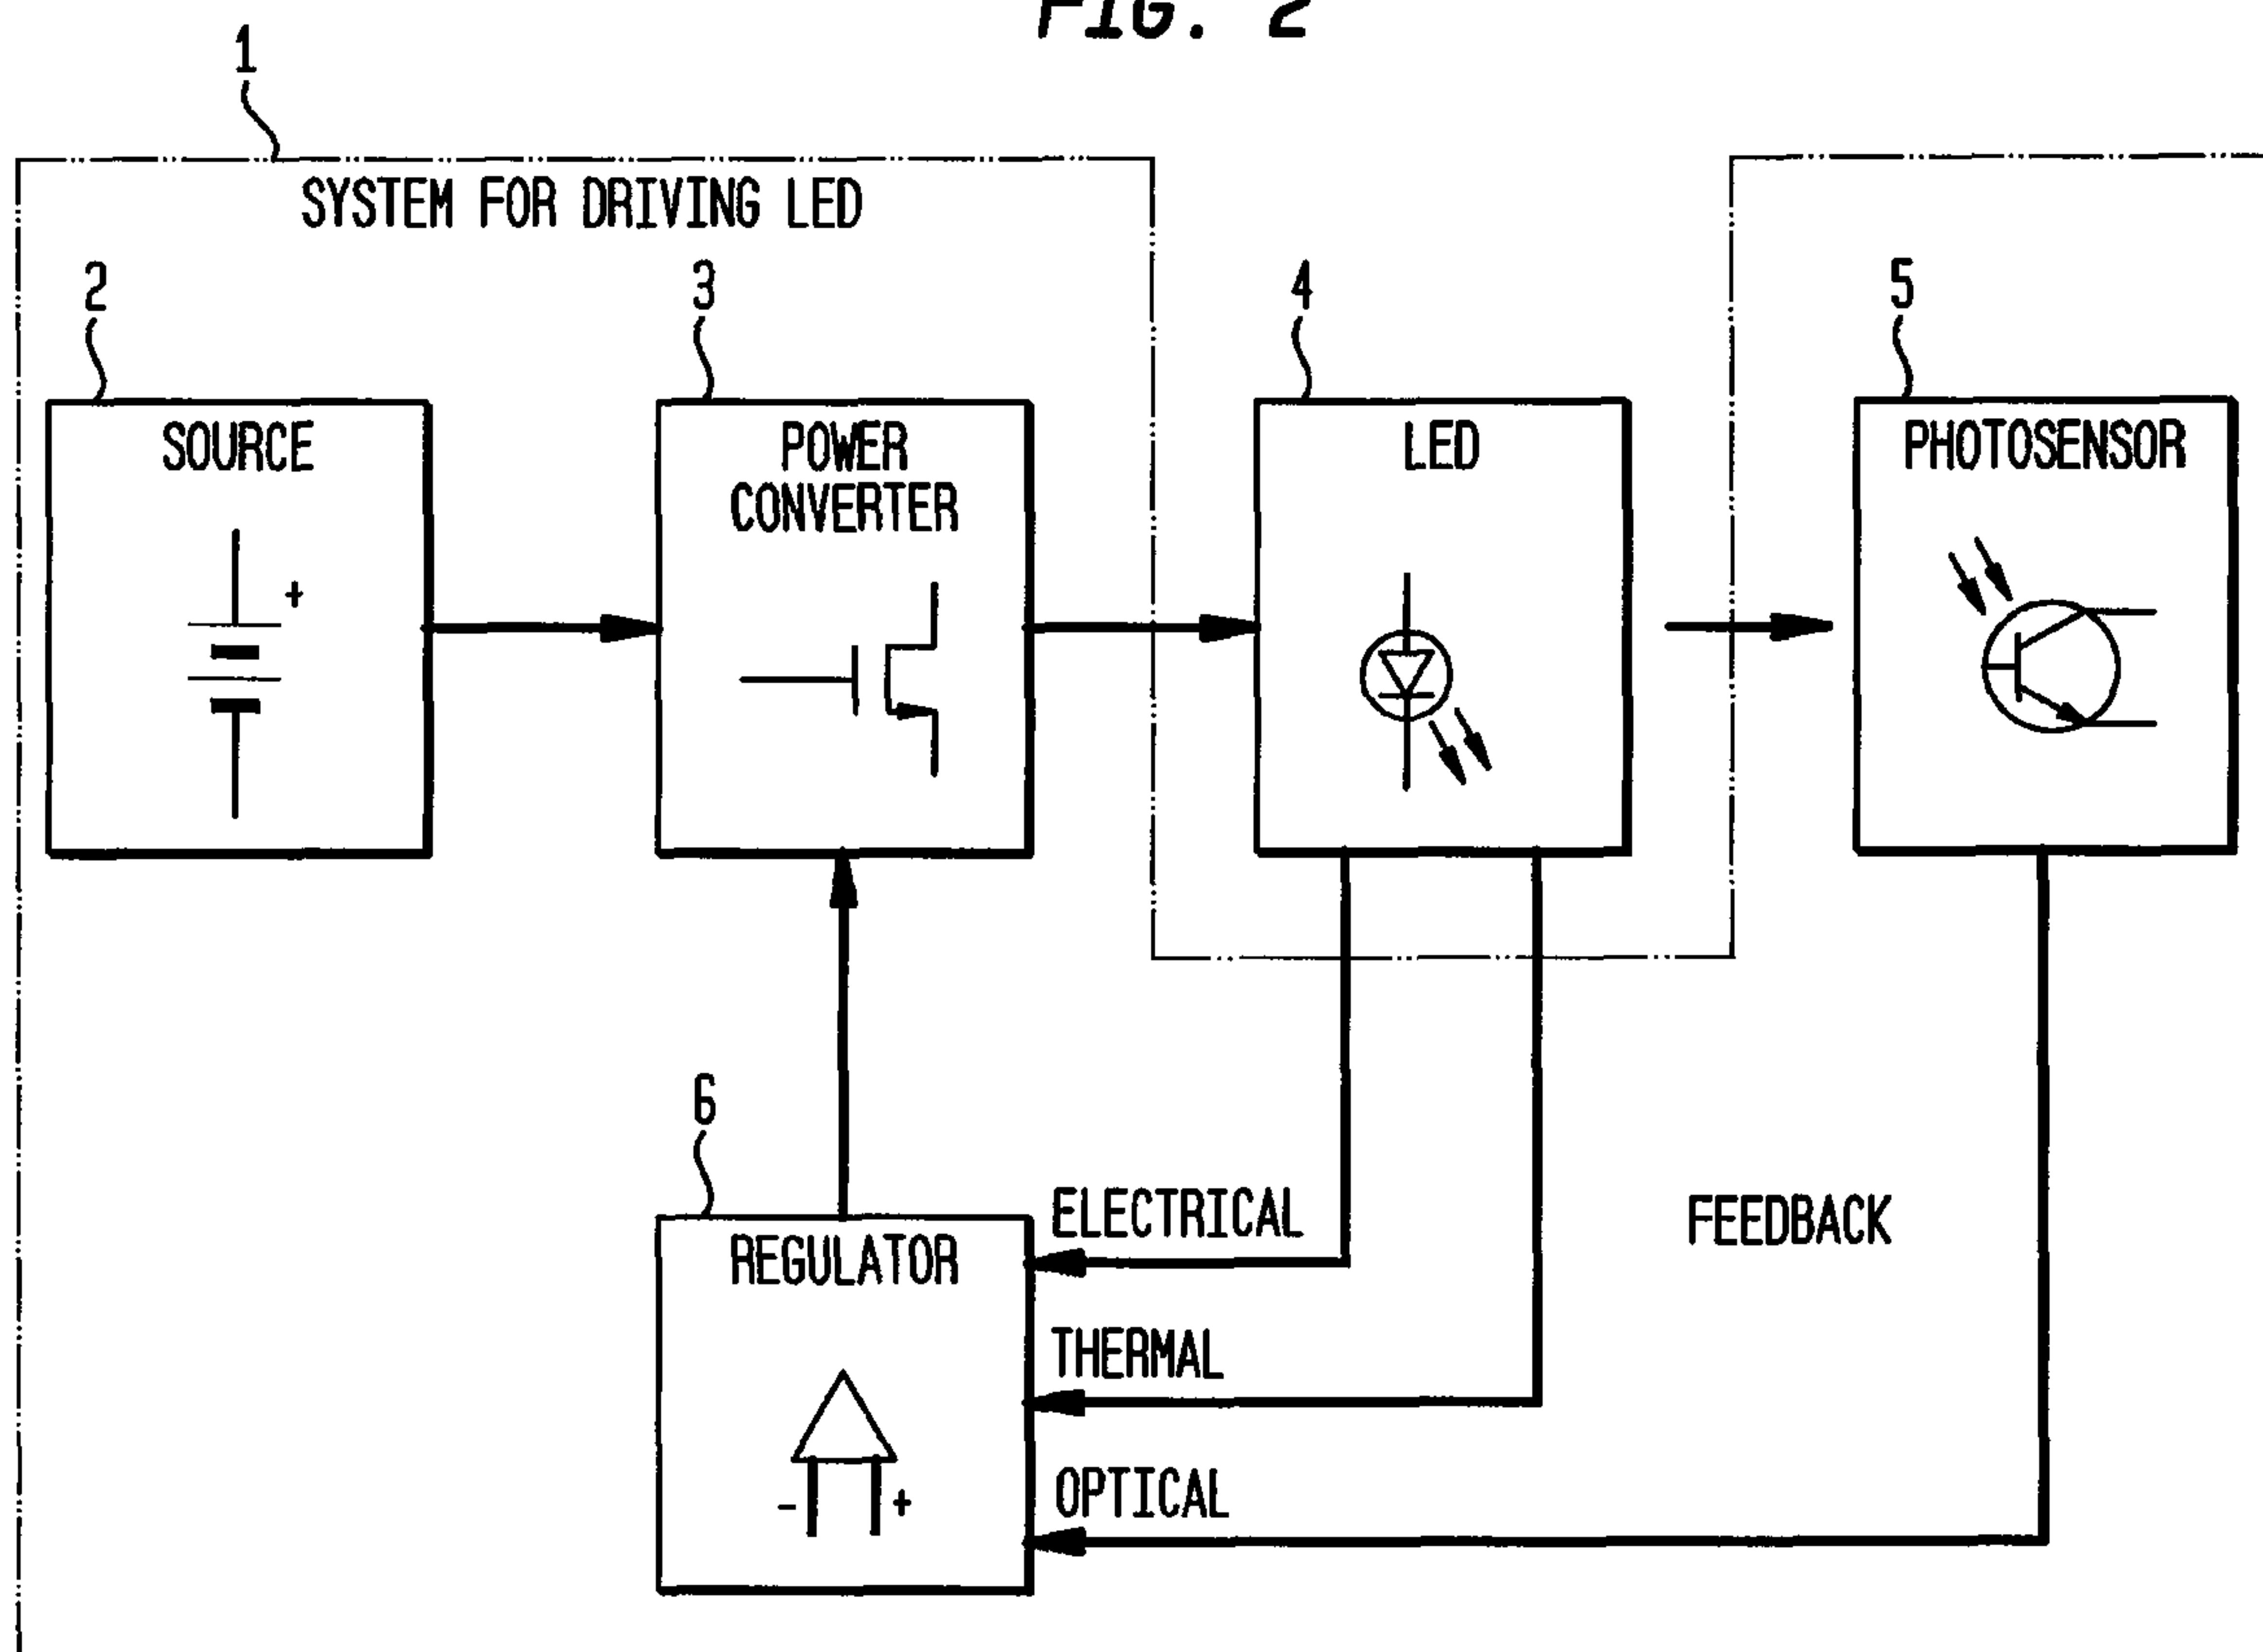 FIG. 2
1
SYSTEM FOR DRIVING LED
2
3
4
5
SOURCE
POWER
CONVERTER
LED
PHOTOSENSOR
+
6
REGULATOR
ELECTRICAL
FEEDBACK
THERMAL
OPTICAL
- +